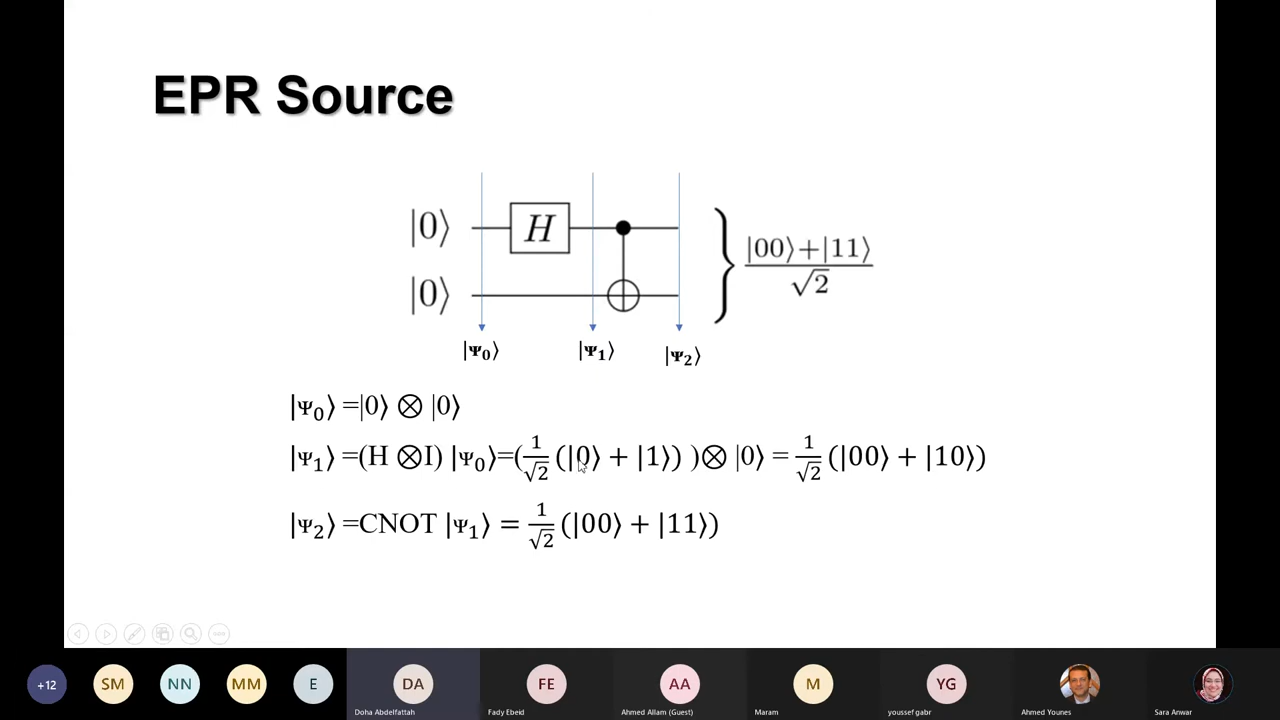 EPR Source
|0⟩ H
|00⟩+|11⟩
√2
|0⟩
|Ψ₀⟩ |Ψ₁⟩ |Ψ₂⟩
|Ψ₀⟩ =|0⟩ ⊗ |0⟩
|Ψ₁⟩ =(H ⊗I) |Ψ₀⟩=(1/√2 (|0⟩ + |1⟩) )⊗ |0⟩ = 1/√2 (|00⟩ + |10⟩)
|Ψ₂⟩ =CNOT |Ψ₁⟩ = 1/√2 (|00⟩ + |11⟩)
+12 SM NN MM E DA FE AA M YG
Doha Abdelfattah Fady Ebeid Ahmed Allam (Guest) Maram youssef gabr Ahmed Younes Sara Anwar